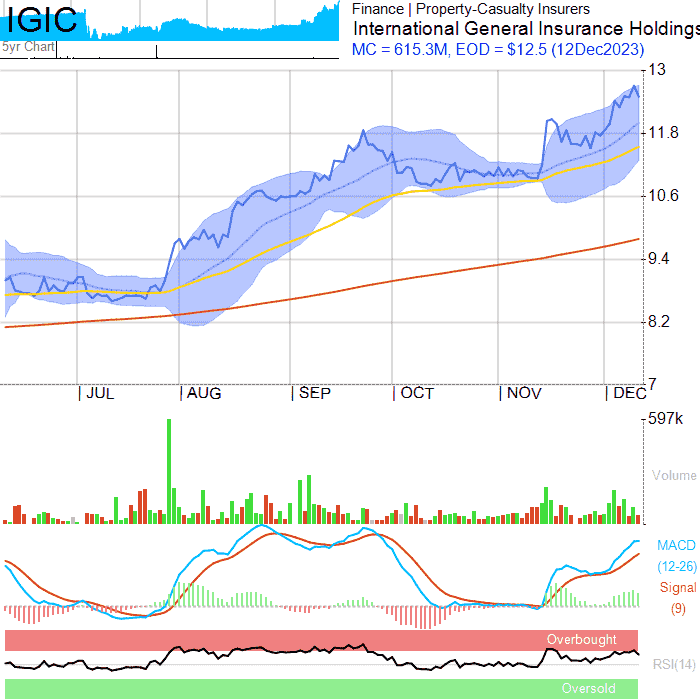 IGIC
5yr Chart
Finance | Property-Casualty Insurers
International General Insurance Holdings
MC = 615.3M, EOD = $12.5 (12Dec2023)
13
11.8
10.6
9.4
8.2
7
| JUL
| AUG
| SEP
| OCT
| NOV
| DEC
597k
Volume
MACD
(12-26)
Signal
(9)
Overbought
RSI(14)
Oversold